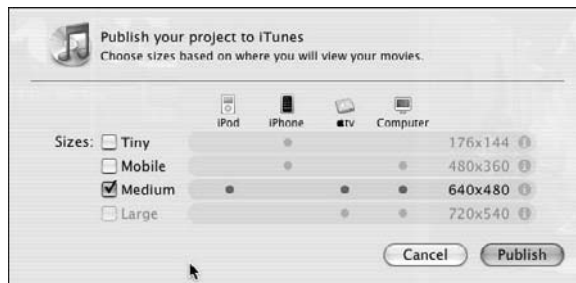 Publish your project to iTunes
Choose sizes based on where you will view your movies.
iPod iPhone tv Computer
Sizes: Tiny 176x144
Mobile 480x360
Medium 640x480
Large 720x540
Cancel Publish